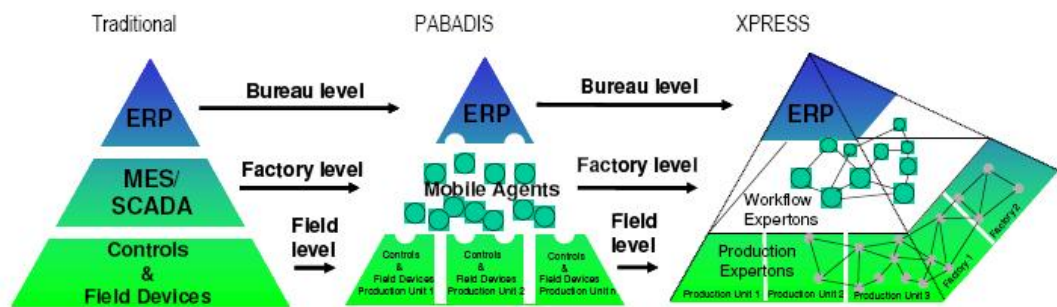 Traditional
PABADIS
XPRESS
ERP
Bureau level
ERP
Bureau level
ERP
MES/
SCADA
Factory level
Mobile Agents
Factory level
Workflow
Expertons
Controls
&
Field Devices
Field
level
Controls
&
Field Devices
Production Unit 1
Controls
&
Field Devices
Production Unit 2
Controls
&
Field Devices
Production Unit n
Field
level
Production
Expertons
Production Unit 1
Production Unit 2
Production Unit 3
Factory 1
Factory 2